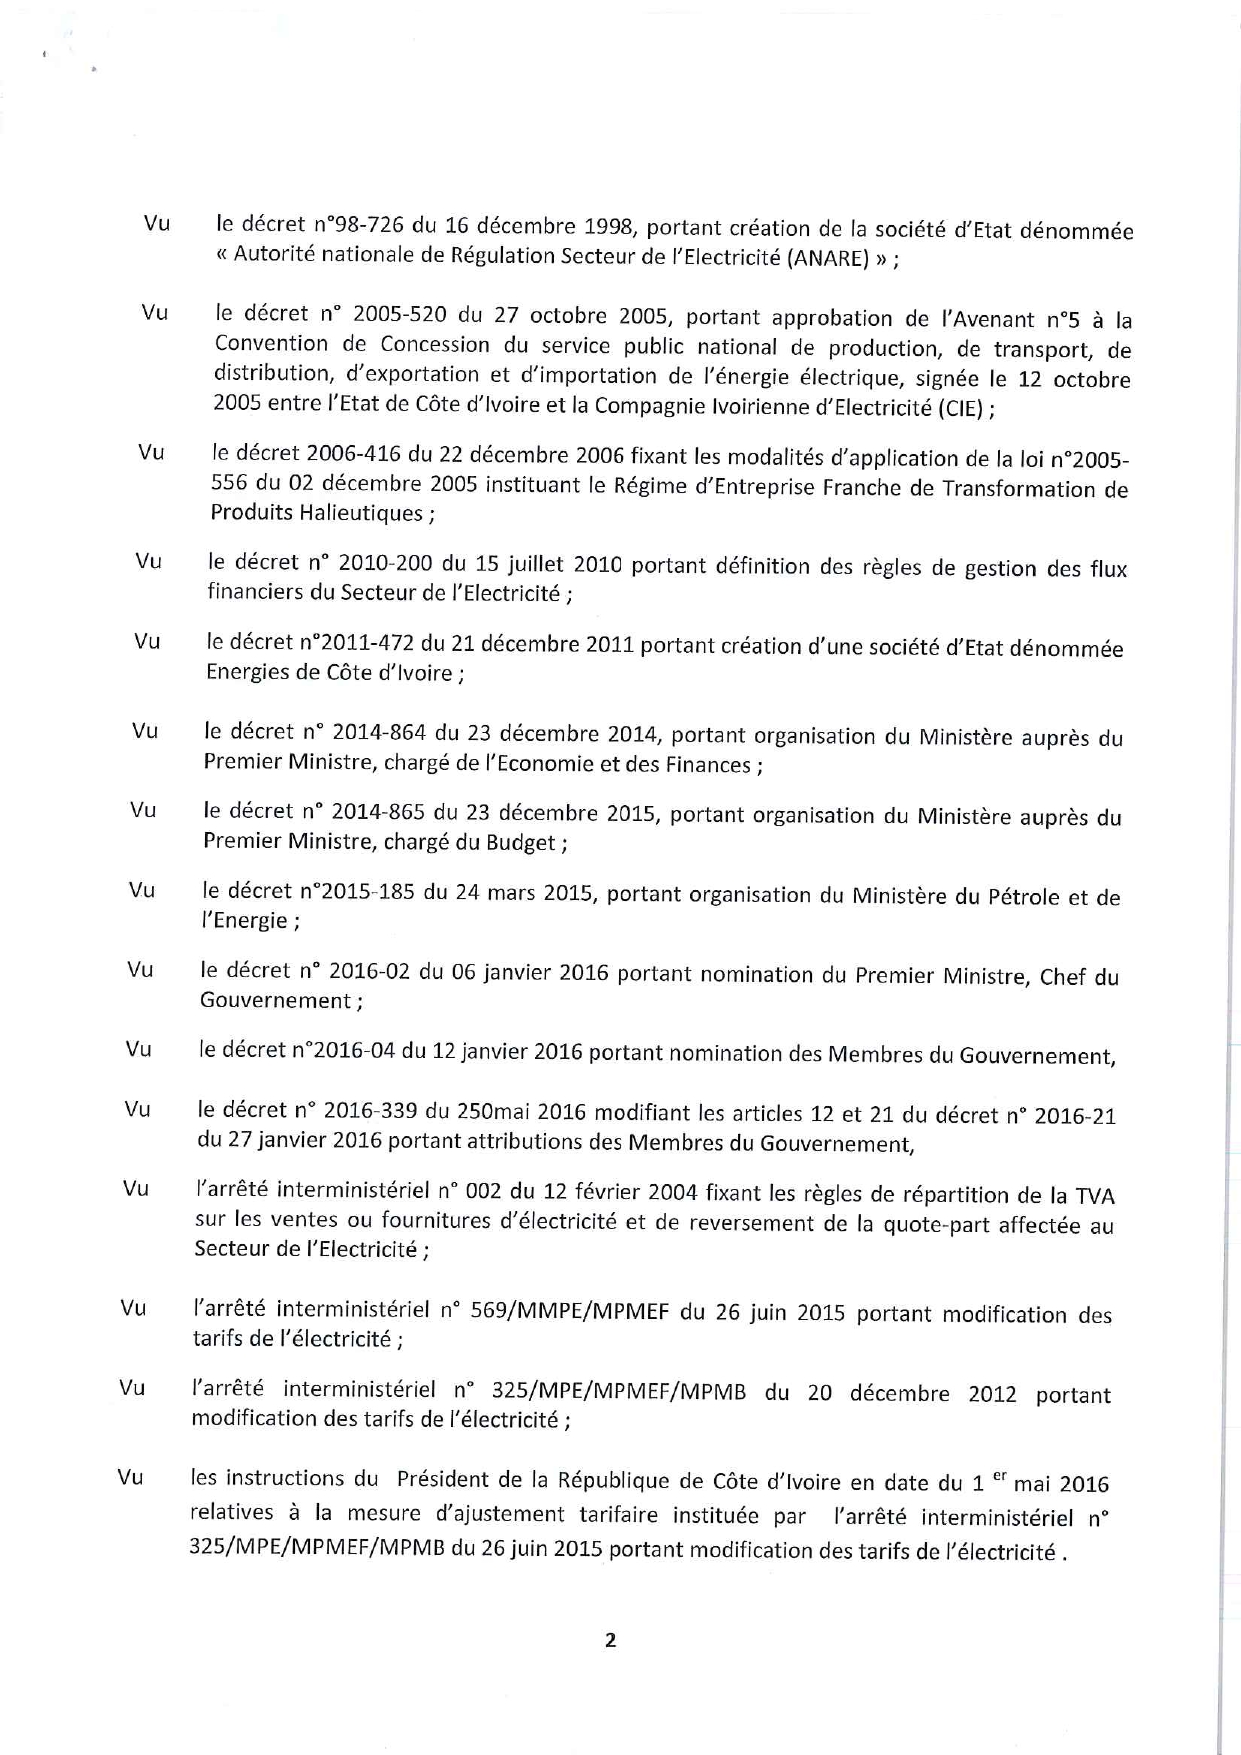 Vu le décret n°98-726 du 16 décembre 1998, portant création de la société d'Etat dénommée
« Autorité nationale de Régulation Secteur de l'Electricité (ANARE) » ;
Vu le décret n° 2005-520 du 27 octobre 2005, portant approbation de l'Avenant n°5 à la
Convention de Concession du service public national de production, de transport, de
distribution, d'exportation et d'importation de l'énergie électrique, signée le 12 octobre
2005 entre l'Etat de Côte d'Ivoire et la Compagnie Ivoirienne d'Electricité (CIE) ;
Vu le décret 2006-416 du 22 décembre 2006 fixant les modalités d'application de la loi n°2005-
556 du 02 décembre 2005 instituant le Régime d'Entreprise Franche de Transformation de
Produits Halieutiques ;
Vu le décret n° 2010-200 du 15 juillet 2010 portant définition des règles de gestion des flux
financiers du Secteur de l'Electricité ;
Vu le décret n°2011-472 du 21 décembre 2011 portant création d'une société d'Etat dénommée
Energies de Côte d'Ivoire ;
Vu le décret n° 2014-864 du 23 décembre 2014, portant organisation du Ministère auprès du
Premier Ministre, chargé de l'Economie et des Finances ;
Vu le décret n° 2014-865 du 23 décembre 2015, portant organisation du Ministère auprès du
Premier Ministre, chargé du Budget ;
Vu le décret n°2015-185 du 24 mars 2015, portant organisation du Ministère du Pétrole et de
l'Energie ;
Vu le décret n° 2016-02 du 06 janvier 2016 portant nomination du Premier Ministre, Chef du
Gouvernement ;
Vu le décret n°2016-04 du 12 janvier 2016 portant nomination des Membres du Gouvernement,
Vu le décret n° 2016-339 du 250mai 2016 modifiant les articles 12 et 21 du décret n° 2016-21
du 27 janvier 2016 portant attributions des Membres du Gouvernement,
Vu l'arrêté interministériel n° 002 du 12 février 2004 fixant les règles de répartition de la TVA
sur les ventes ou fournitures d'électricité et de reversement de la quote-part affectée au
Secteur de l'Electricité ;
Vu l'arrêté interministériel n° 569/MMPE/MPMEF du 26 juin 2015 portant modification des
tarifs de l'électricité ;
Vu l'arrêté interministériel n° 325/MPE/MPMEF/MPMB du 20 décembre 2012 portant
modification des tarifs de l'électricité ;
Vu les instructions du Président de la République de Côte d'Ivoire en date du 1 er mai 2016
relatives à la mesure d'ajustement tarifaire instituée par l'arrêté interministériel n°
325/MPE/MPMEF/MPMB du 26 juin 2015 portant modification des tarifs de l'électricité .
2